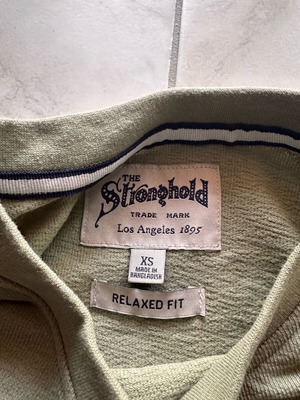 THE
Stronghold
TRADE MARK
Los Angeles 1895
XS
MADE IN
BANGLADESH
RELAXED FIT